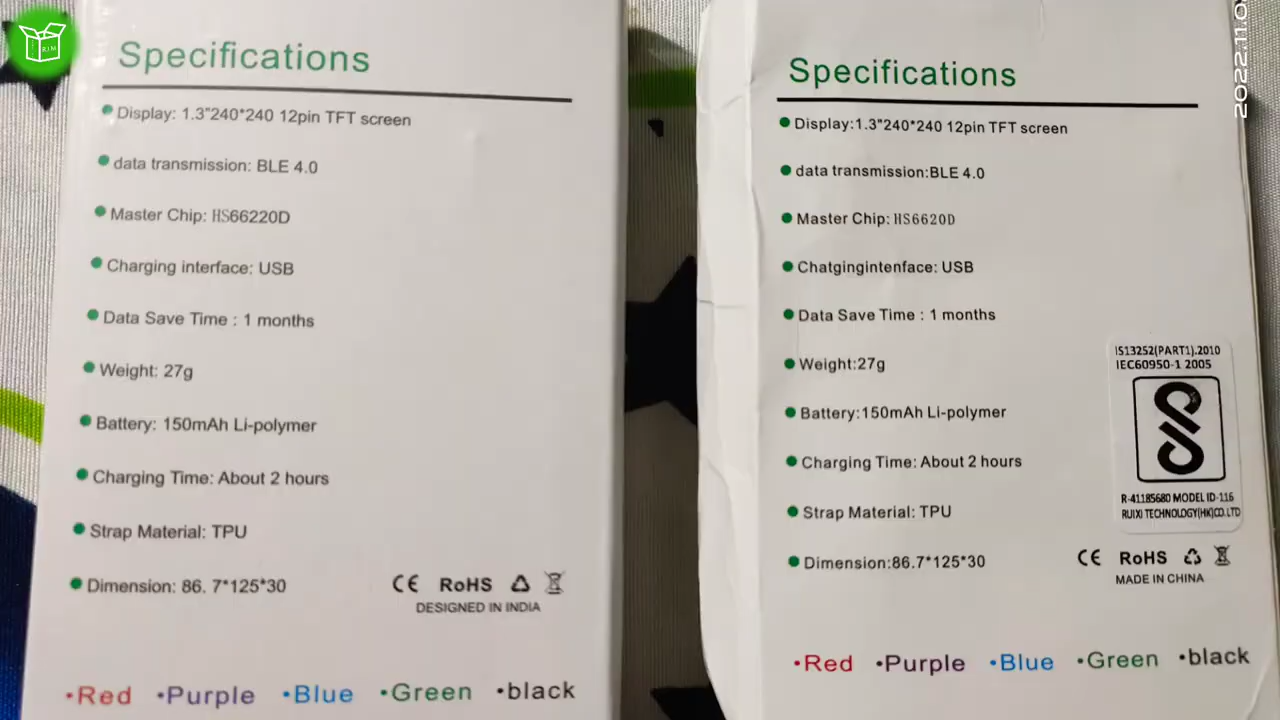 RIM
Specifications
Display: 1.3"240*240 12pin TFT screen
data transmission: BLE 4.0
Master Chip: HS66220D
Charging interface: USB
Data Save Time : 1 months
Weight: 27g
Battery: 150mAh Li-polymer
Charging Time: About 2 hours
Strap Material: TPU
Dimension: 86. 7*125*30
CE RoHS
DESIGNED IN INDIA
•Red •Purple •Blue •Green •black
Specifications
Display:1.3"240*240 12pin TFT screen
data transmission:BLE 4.0
Master Chip: HS6620D
Chatgingintenface: USB
Data Save Time : 1 months
Weight:27g
Battery:150mAh Li-polymer
Charging Time: About 2 hours
Strap Material: TPU
Dimension:86.7*125*30
IS13252(PART1).2010
IEC60950-1 2005
R-41185680 MODEL ID-116
RUIXI TECHNOLOGY(HK)CO.LTD
CE RoHS
MADE IN CHINA
•Red •Purple •Blue •Green •black